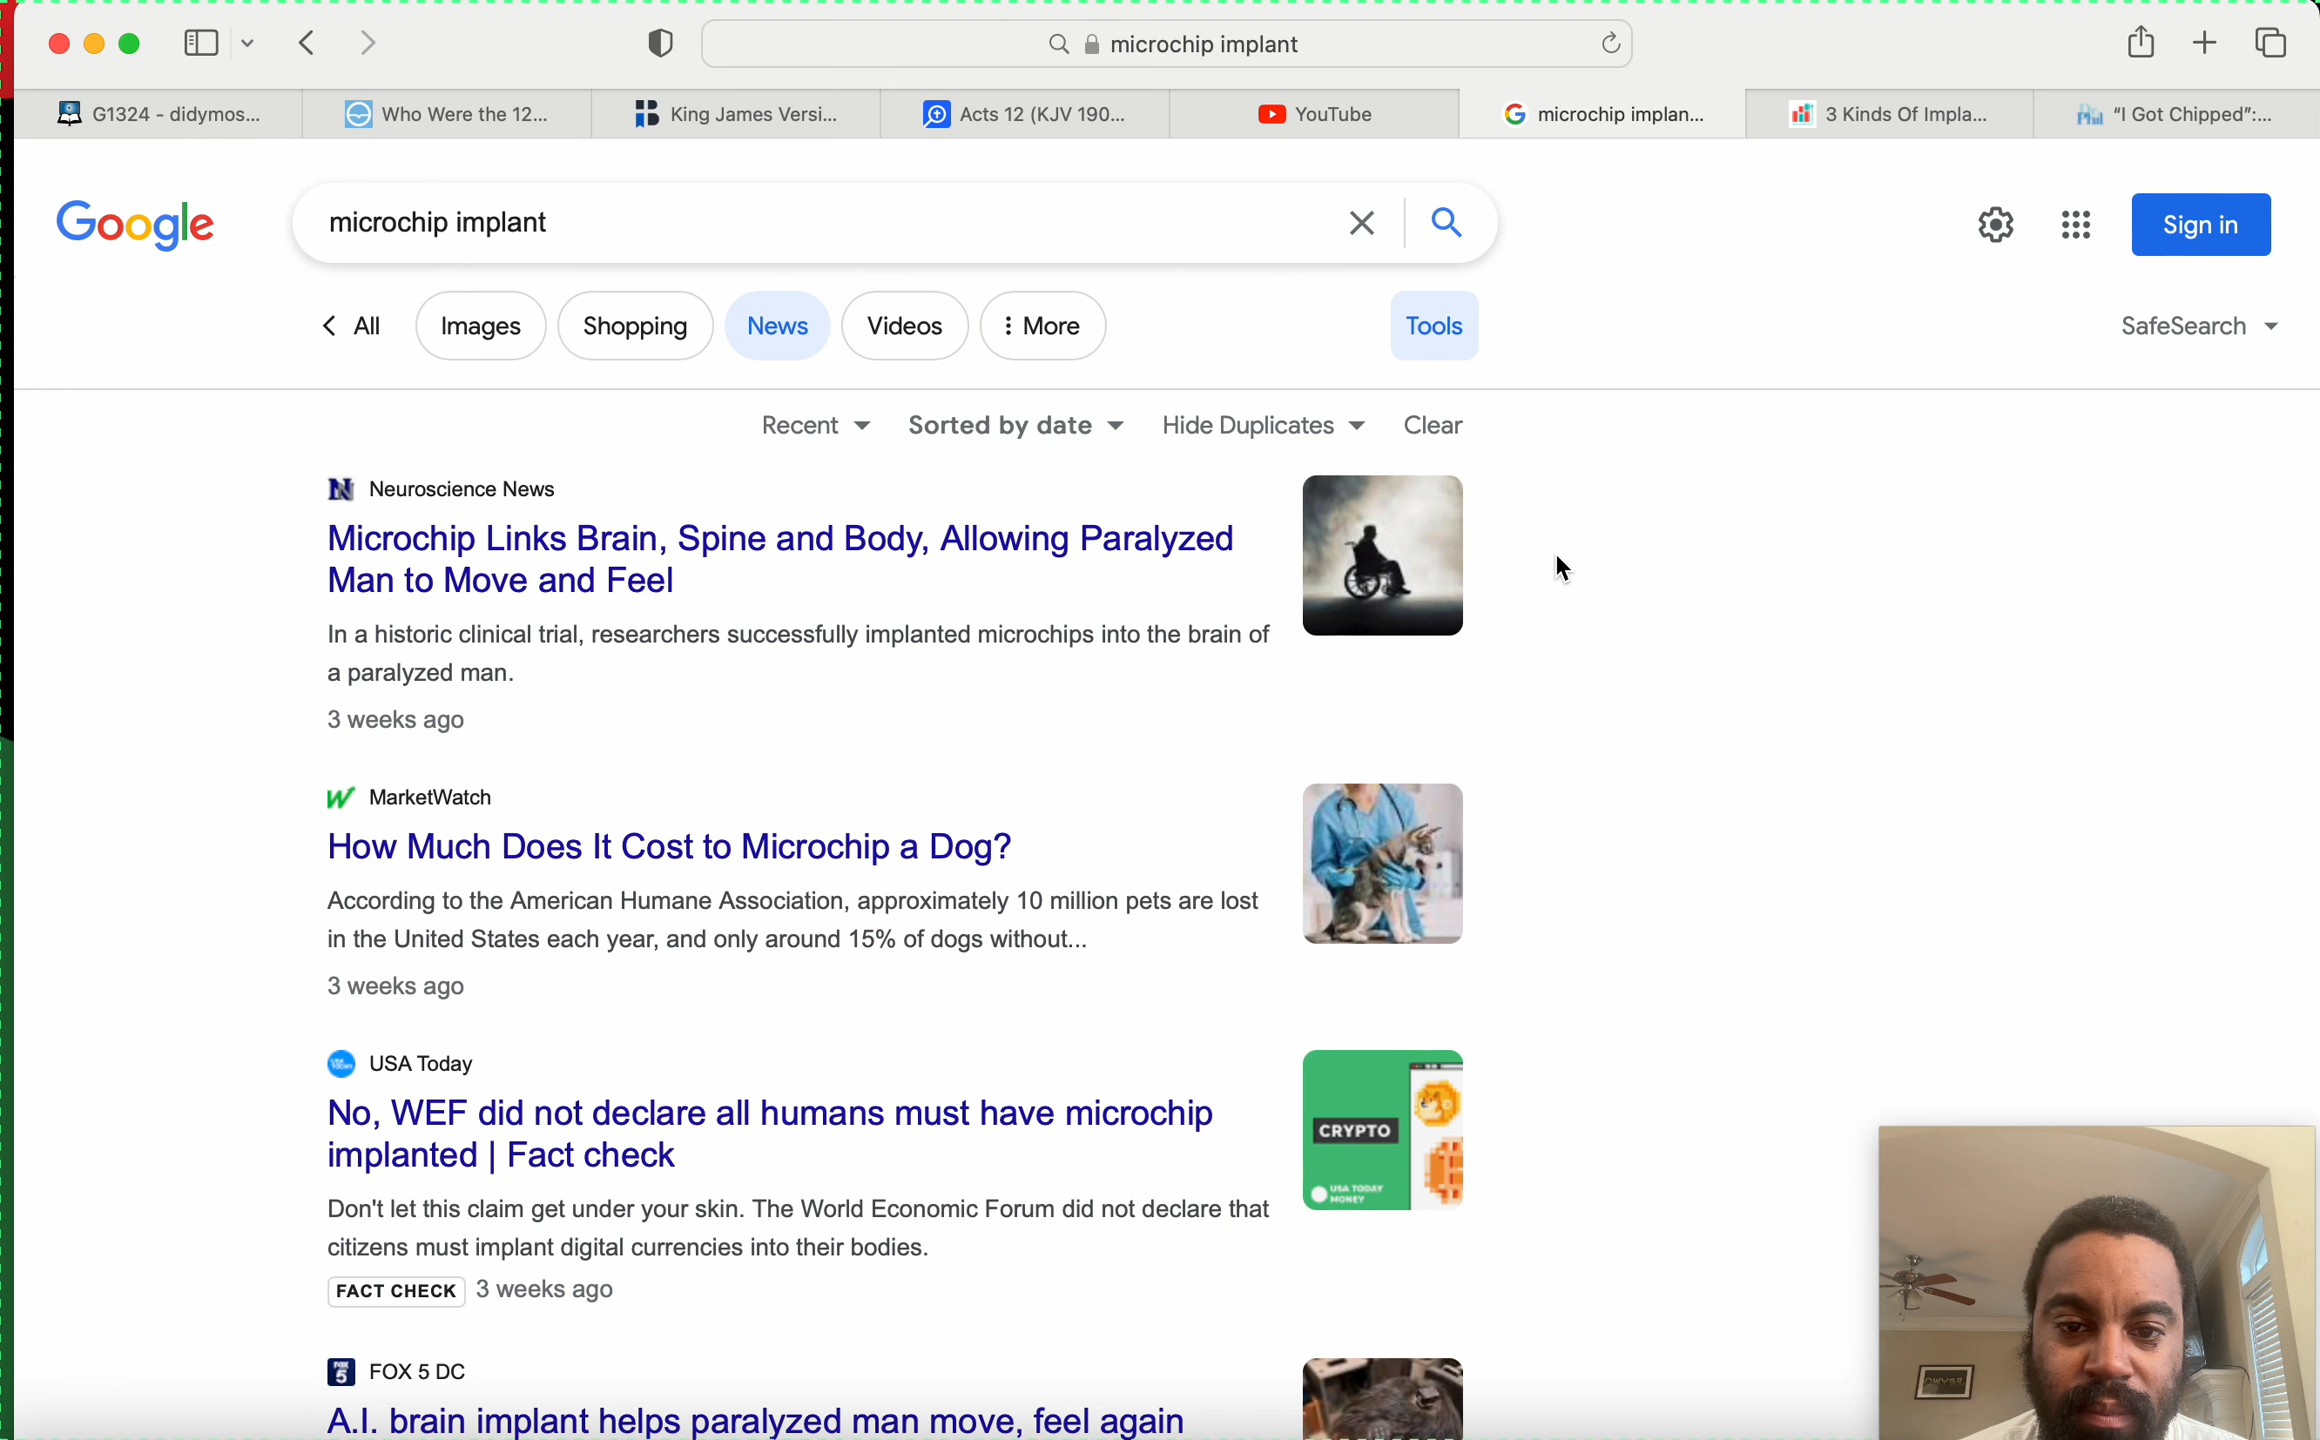 microchip implant
G1324 - didymos...
Who Were the 12...
King James Versi...
Acts 12 (KJV 190...
YouTube
microchip implan...
3 Kinds Of Impla...
"I Got Chipped":...
Google
microchip implant
Sign in
All
Images
Shopping
News
Videos
More
Tools
SafeSearch
Recent
Sorted by date
Hide Duplicates
Clear
Neuroscience News
Microchip Links Brain, Spine and Body, Allowing Paralyzed
Man to Move and Feel
In a historic clinical trial, researchers successfully implanted microchips into the brain of
a paralyzed man.
3 weeks ago
MarketWatch
How Much Does It Cost to Microchip a Dog?
According to the American Humane Association, approximately 10 million pets are lost
in the United States each year, and only around 15% of dogs without...
3 weeks ago
USA Today
No, WEF did not declare all humans must have microchip
implanted | Fact check
Don't let this claim get under your skin. The World Economic Forum did not declare that
citizens must implant digital currencies into their bodies.
FACT CHECK 3 weeks ago
CRYPTO
USA TODAY
MONEY
FOX 5 DC
A.I. brain implant helps paralyzed man move, feel again